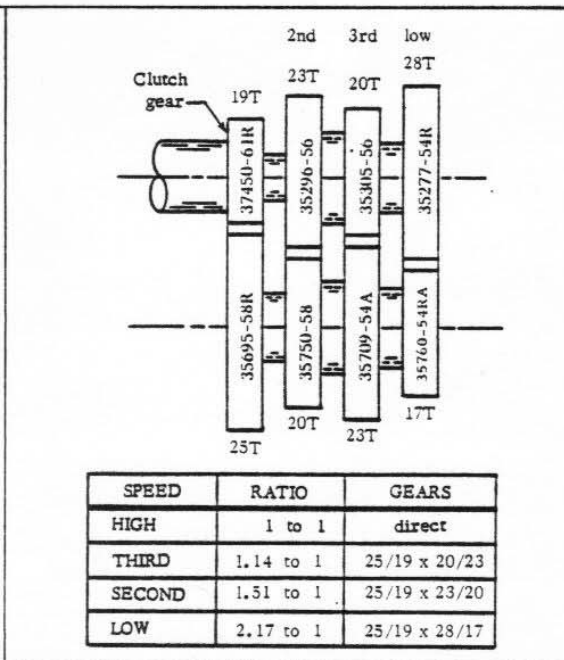 2nd 3rd low
23T 20T 28T
Clutch
gear
19T
37450-61R
35296-56
35305-56
35277-54R
35695-58R
35750-58
35709-54A
35760-54RA
25T 20T 23T 17T
SPEED RATIO GEARS
HIGH 1 to 1 direct
THIRD 1.14 to 1 25/19 x 20/23
SECOND 1.51 to 1 25/19 x 23/20
LOW 2.17 to 1 25/19 x 28/17